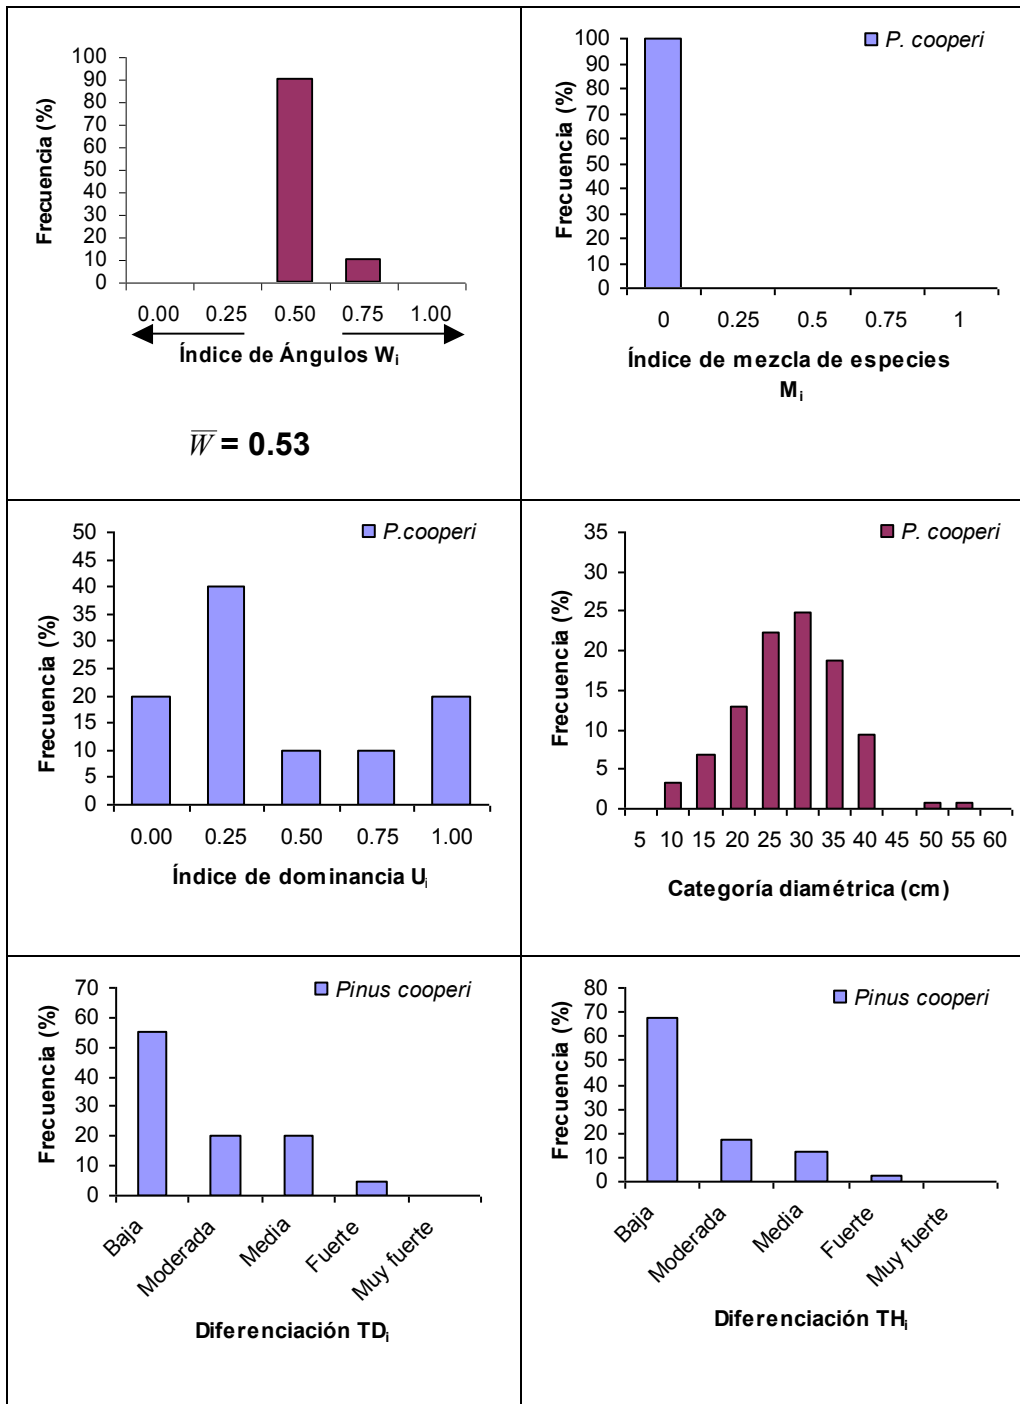 100
90
80
70
60
50
40
30
20
10
0
Frecuencia (%)
0.00 0.25 0.50 0.75 1.00
Índice de Ángulos Wi
W = 0.53
P. cooperi
100
90
80
70
60
50
40
30
20
10
0
Frecuencia (%)
0 0.25 0.5 0.75 1
Índice de mezcla de especies
Mi
P.cooperi
50
45
40
35
30
25
20
15
10
5
0
Frecuencia (%)
0.00 0.25 0.50 0.75 1.00
Índice de dominancia Ui
P. cooperi
35
30
25
20
15
10
5
0
Frecuencia (%)
5 10 15 20 25 30 35 40 45 50 55 60
Categoría diamétrica (cm)
Pinus cooperi
70
60
50
40
30
20
10
0
Frecuencia (%)
Baja
Moderada
Media
Fuerte
Muy fuerte
Diferenciación TDi
Pinus cooperi
80
70
60
50
40
30
20
10
0
Frecuencia (%)
Baja
Moderada
Media
Fuerte
Muy fuerte
Diferenciación THi